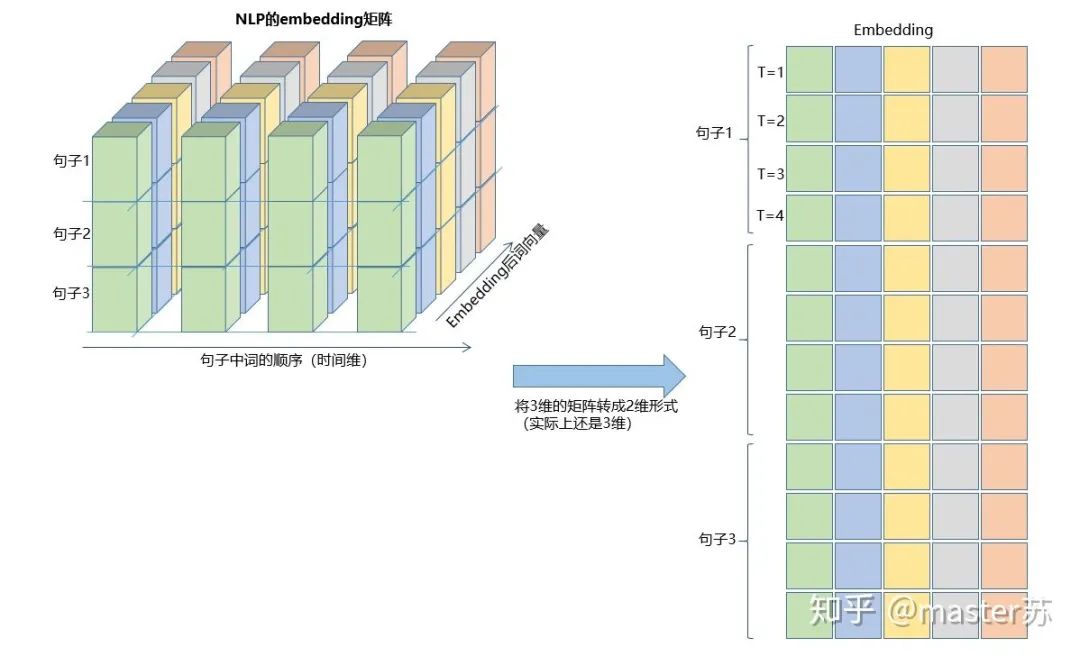 NLP的embedding矩阵
句子1
句子2
句子3
Embedding后词向量
句子中词的顺序（时间维）
将3维的矩阵转成2维形式
（实际上还是3维）
Embedding
句子1
T=1
T=2
T=3
T=4
句子2
句子3
知乎 @master苏